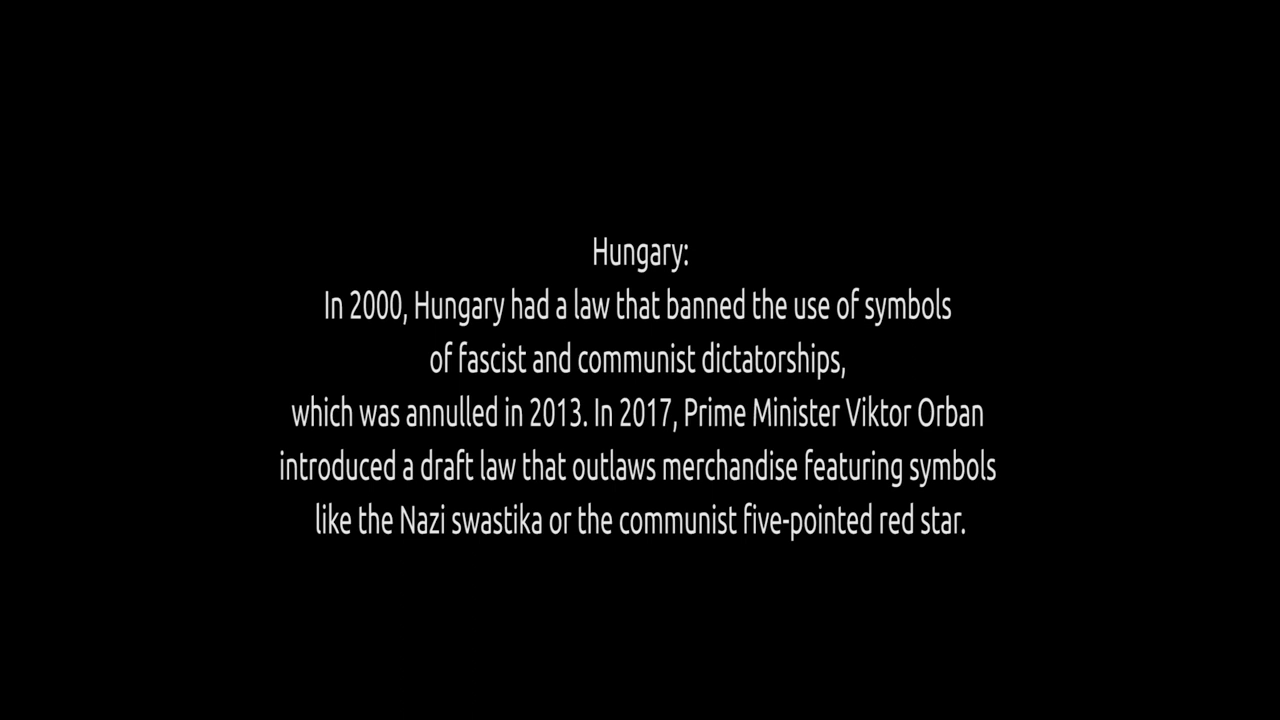 Hungary:
In 2000, Hungary had a law that banned the use of symbols
of fascist and communist dictatorships,
which was annulled in 2013. In 2017, Prime Minister Viktor Orban
introduced a draft law that outlaws merchandise featuring symbols
like the Nazi swastika or the communist five-pointed red star.